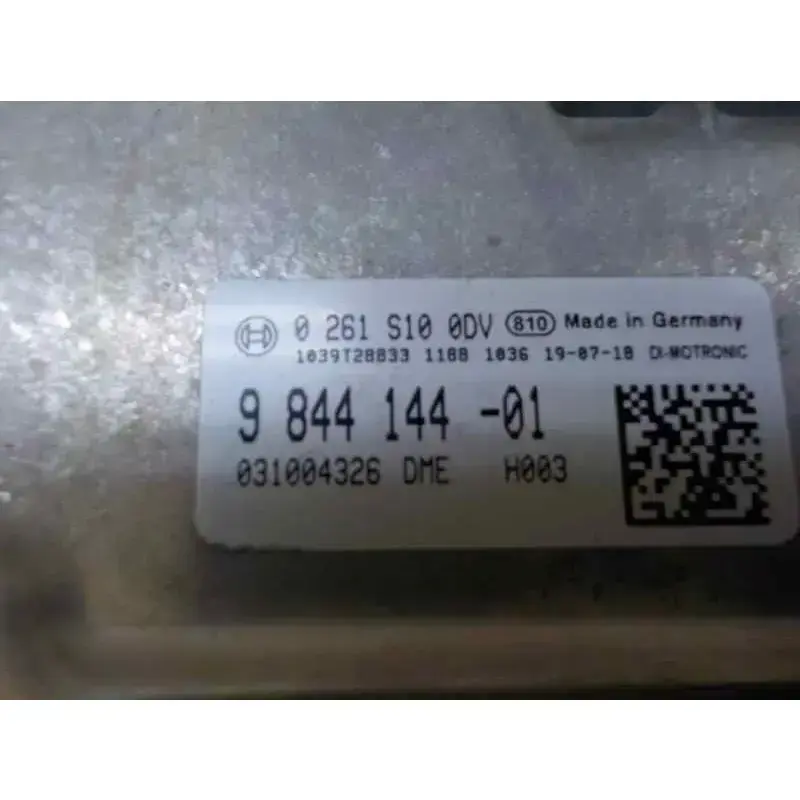 0 261 S10 0DV 810 Made in Germany
1039T28833 1188 1036 19-07-18 DI-MOTRONIC
9 844 144 -01
031004326 DME H003